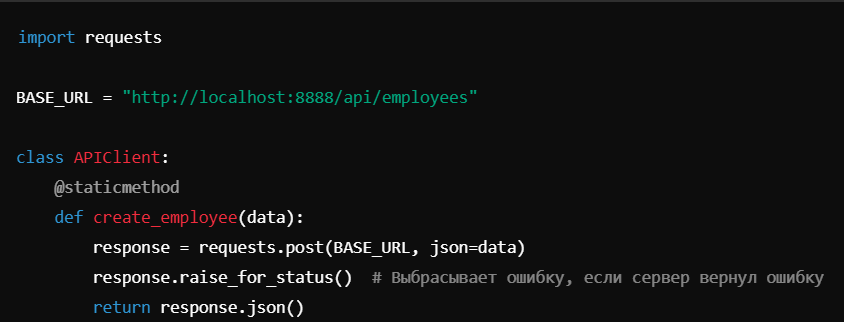 import requests
BASE_URL = "http://localhost:8888/api/employees"
class APIClient:
@staticmethod
def create_employee(data):
response = requests.post(BASE_URL, json=data)
response.raise_for_status()  # Выбрасывает ошибку, если сервер вернул ошибку
return response.json()